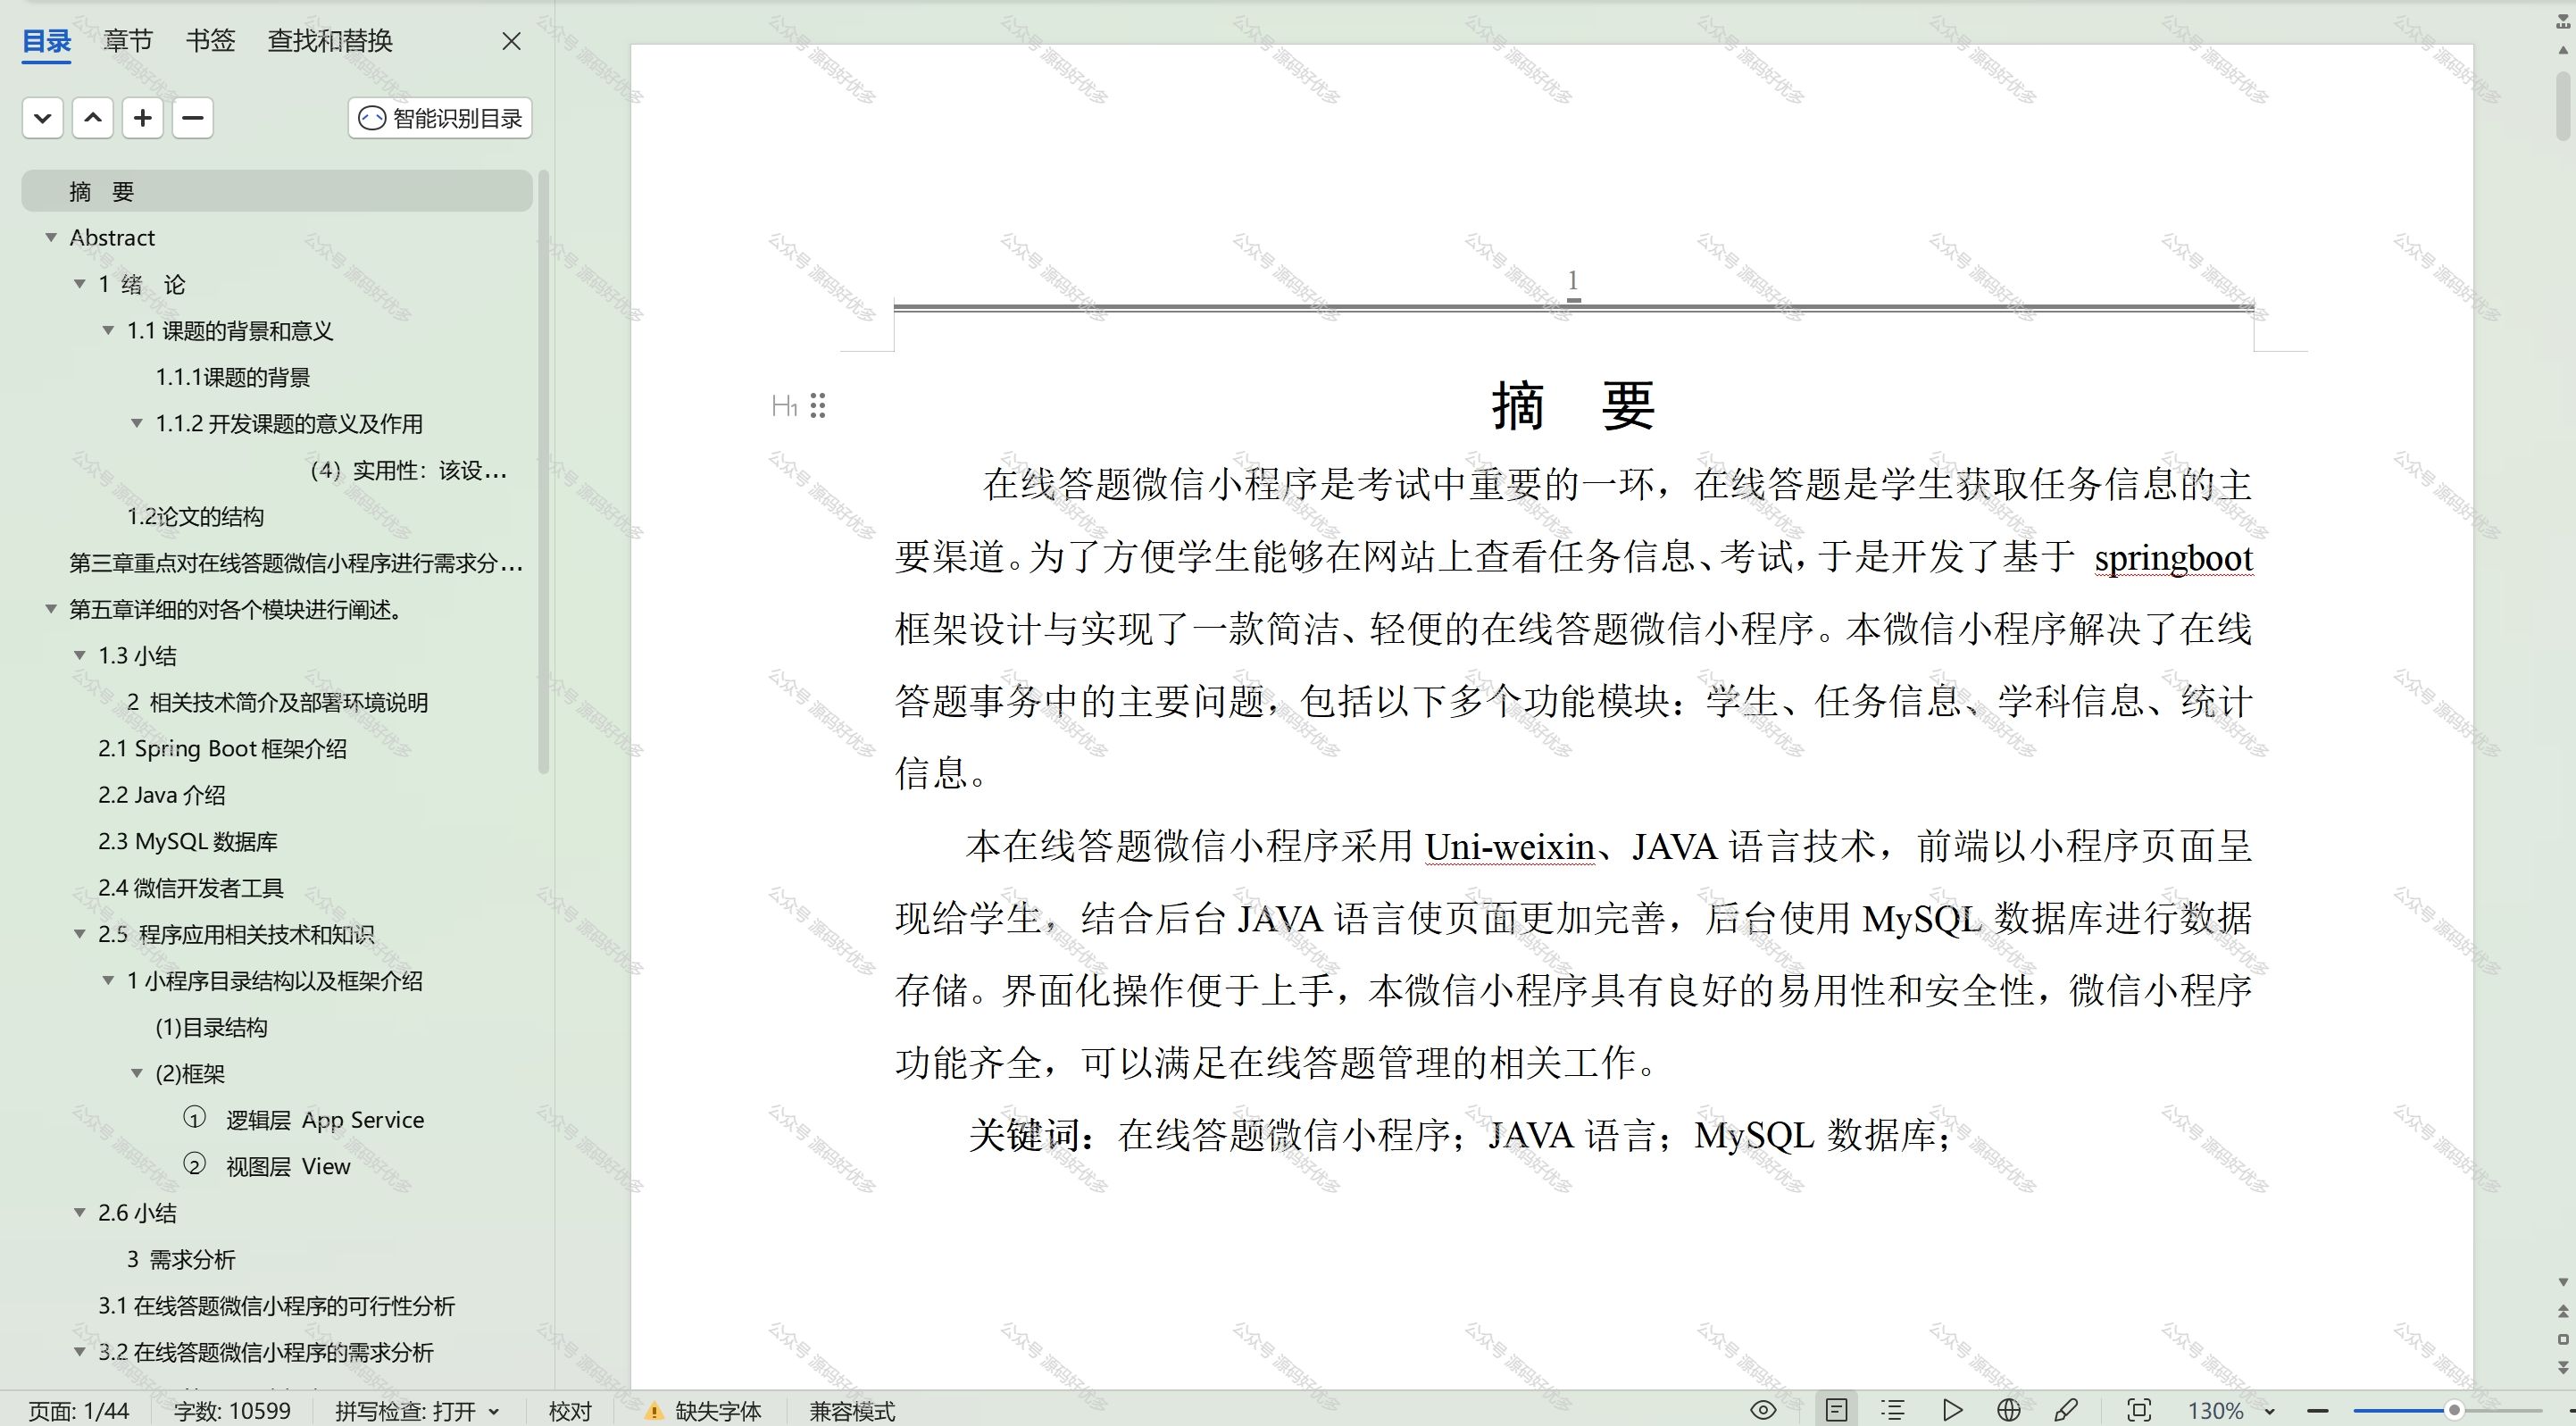 目录 章节 书签 查找和替换
智能识别目录
摘 要
Abstract
1 绪 论
1.1 课题的背景和意义
1.1.1课题的背景
1.1.2 开发课题的意义及作用
（4）实用性：该设...
1.2论文的结构
第三章重点对在线答题微信小程序进行需求分...
第五章详细的对各个模块进行阐述。
1.3 小结
2 相关技术简介及部署环境说明
2.1 Spring Boot 框架介绍
2.2 Java 介绍
2.3 MySQL 数据库
2.4 微信开发者工具
2.5 程序应用相关技术和知识
1 小程序目录结构以及框架介绍
(1)目录结构
(2)框架
① 逻辑层 App Service
② 视图层 View
2.6 小结
3 需求分析
3.1 在线答题微信小程序的可行性分析
3.2 在线答题微信小程序的需求分析
1
H1
摘 要
在线答题微信小程序是考试中重要的一环，在线答题是学生获取任务信息的主
要渠道。为了方便学生能够在网站上查看任务信息、考试，于是开发了基于 springboot
框架设计与实现了一款简洁、轻便的在线答题微信小程序。本微信小程序解决了在线
答题事务中的主要问题，包括以下多个功能模块：学生、任务信息、学科信息、统计
信息。
本在线答题微信小程序采用 Uni-weixin、JAVA 语言技术，前端以小程序页面呈
现给学生，结合后台 JAVA 语言使页面更加完善，后台使用 MySQL 数据库进行数据
存储。界面化操作便于上手，本微信小程序具有良好的易用性和安全性，微信小程序
功能齐全，可以满足在线答题管理的相关工作。
关键词：在线答题微信小程序；JAVA 语言；MySQL 数据库；
页面: 1/44 字数: 10599 拼写检查: 打开 校对 缺失字体 兼容模式 130%
公众号 源码好优多